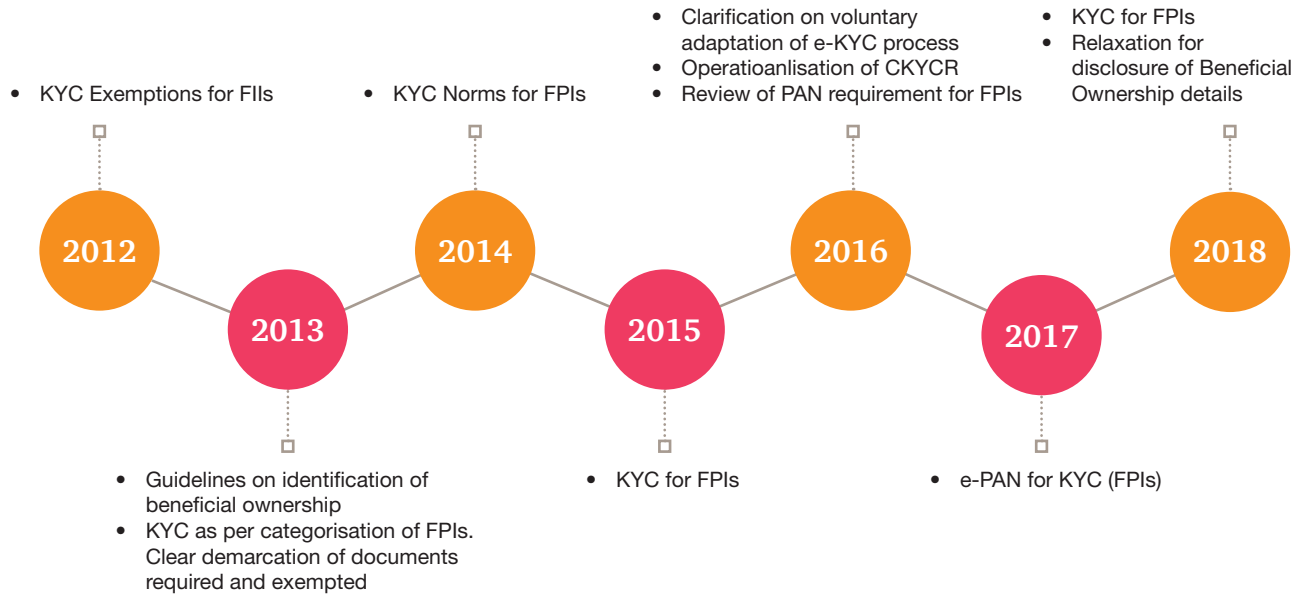 • KYC Exemptions for FIIs
2012
2013
• Guidelines on identification of
beneficial ownership
• KYC as per categorisation of FPIs.
Clear demarcation of documents
required and exempted
• KYC Norms for FPIs
2014
2015
• KYC for FPIs
• Clarification on voluntary
adaptation of e-KYC process
• Operatioanlisation of CKYCR
• Review of PAN requirement for FPIs
2016
2017
• e-PAN for KYC (FPIs)
• KYC for FPIs
• Relaxation for
disclosure of Beneficial
Ownership details
2018